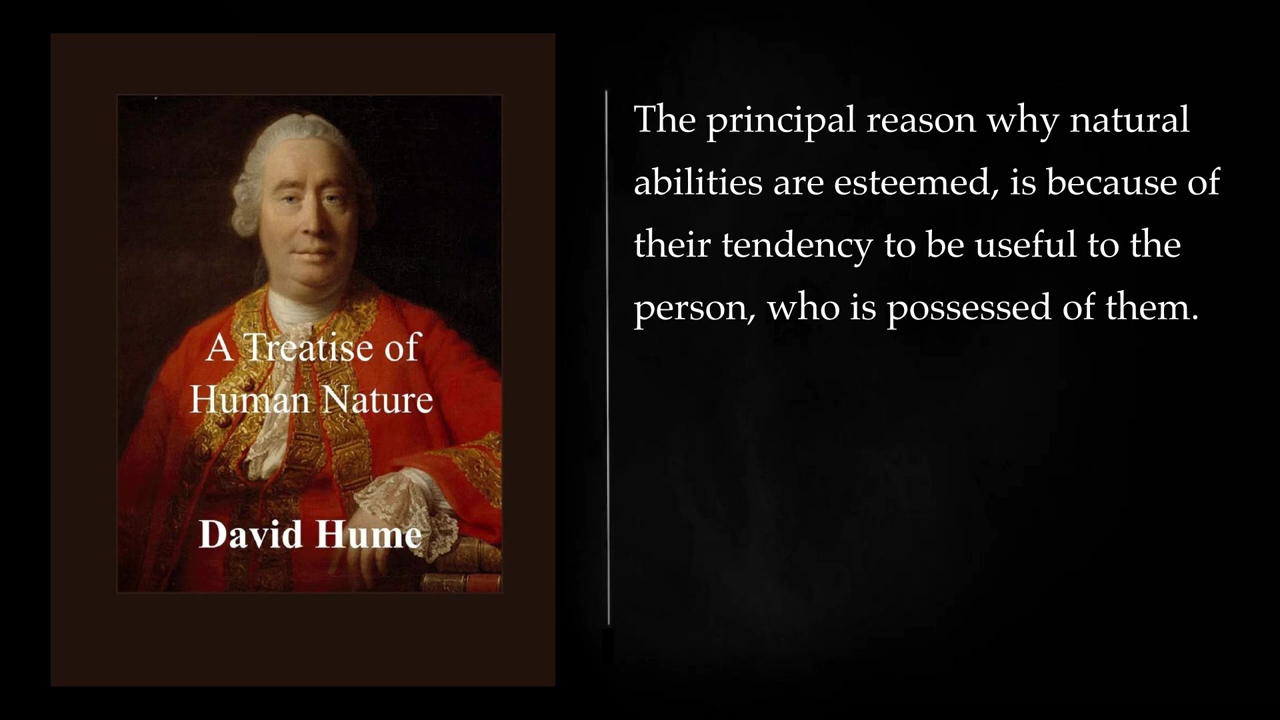 A Treatise of
Human Nature
David Hume
The principal reason why natural
abilities are esteemed, is because of
their tendency to be useful to the
person, who is possessed of them.